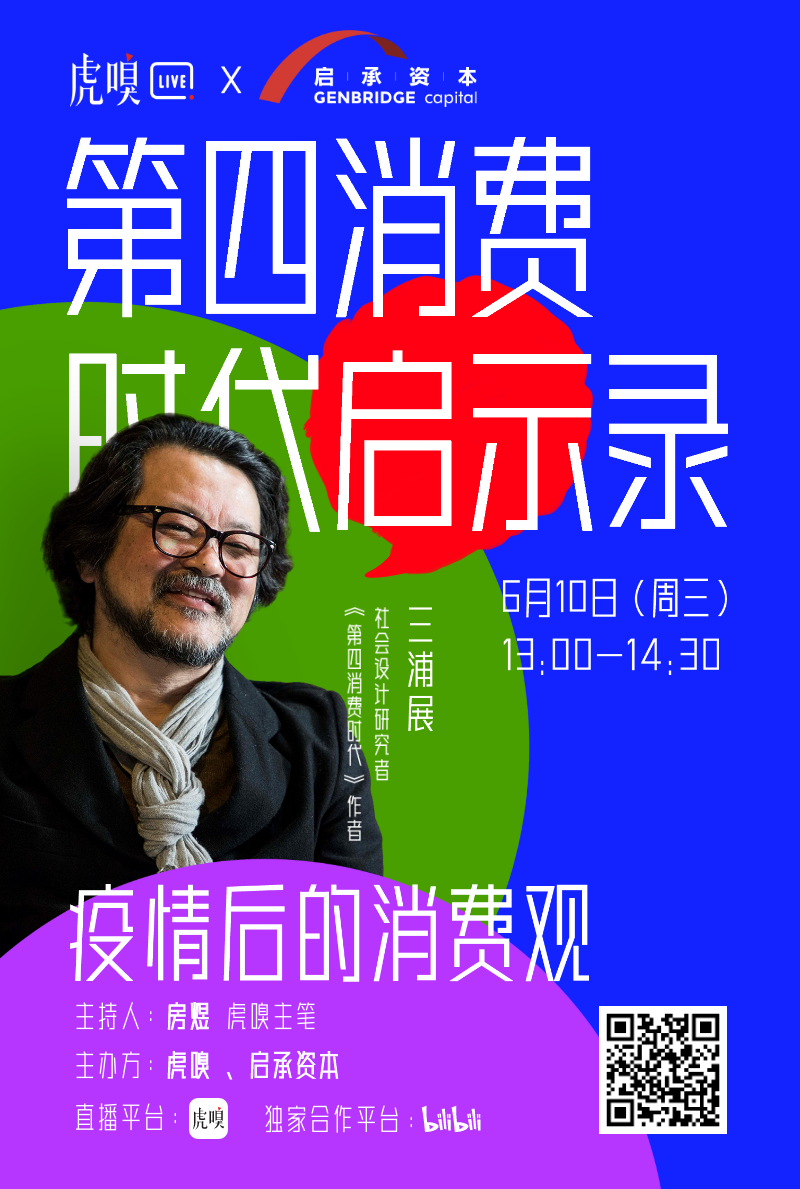 虎嗅 LIVE X 启承资本
GENBRIDGE capital
第四消费
时代启示录
6月10日（周三）
13:00—14:30
三浦展
社会设计研究者
《第四消费时代》作者
疫情后的消费观
主持人：房煜 虎嗅主笔
主办方：虎嗅、启承资本
直播平台：虎嗅 独家合作平台：bilibili